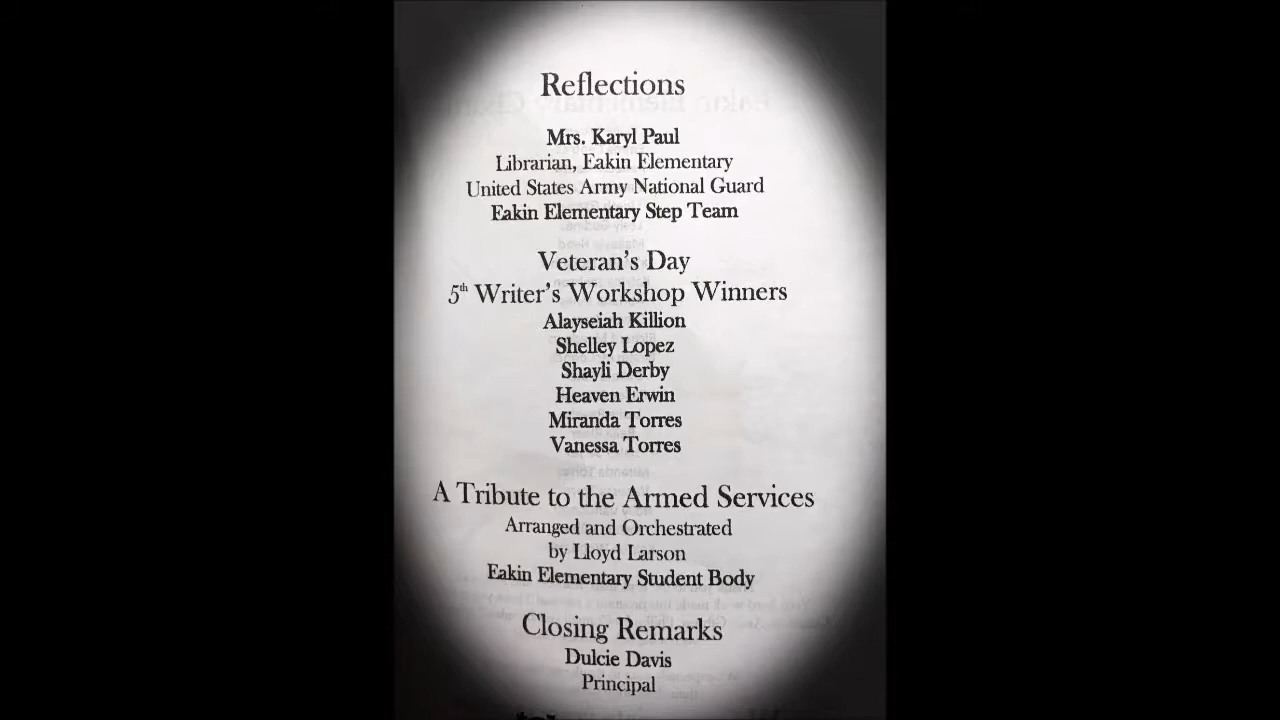 Reflections
Mrs. Karyl Paul
Librarian, Eakin Elementary
United States Army National Guard
Eakin Elementary Step Team
Veteran's Day
5th Writer's Workshop Winners
Alayseiah Killion
Shelley Lopez
Shayli Derby
Heaven Erwin
Miranda Torres
Vanessa Torres
A Tribute to the Armed Services
Arranged and Orchestrated
by Lloyd Larson
Eakin Elementary Student Body
Closing Remarks
Dulcie Davis
Principal